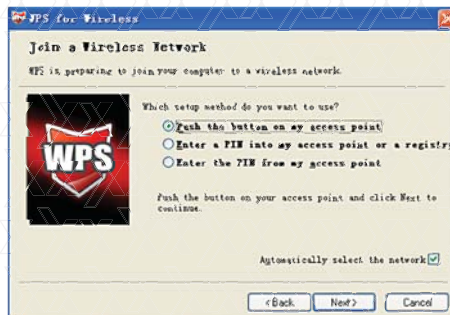 WPS for Wireless
Join a Wireless Network
WPS is preparing to join your computer to a wireless network.
Which setup method do you want to use?
Push the button on my access point
Enter a PIN into my access point or a registr
Enter the PIN from my access point
WPS
Push the button on your access point and click Next to
continue.
Automatically select the network
<Back
Next>
Cancel